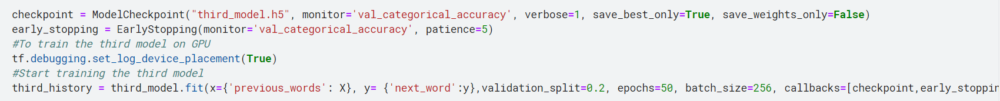 checkpoint = ModelCheckpoint("third_model.h5", monitor='val_categorical_accuracy', verbose=1, save_best_only=True, save_weights_only=False)
early_stopping = EarlyStopping(monitor='val_categorical_accuracy', patience=5)
#To train the third model on GPU
tf.debugging.set_log_device_placement(True)
#Start training the third model
third_history = third_model.fit(x={'previous_words': X}, y= {'next_word':y},validation_split=0.2, epochs=50, batch_size=256, callbacks=[checkpoint,early_stoppin